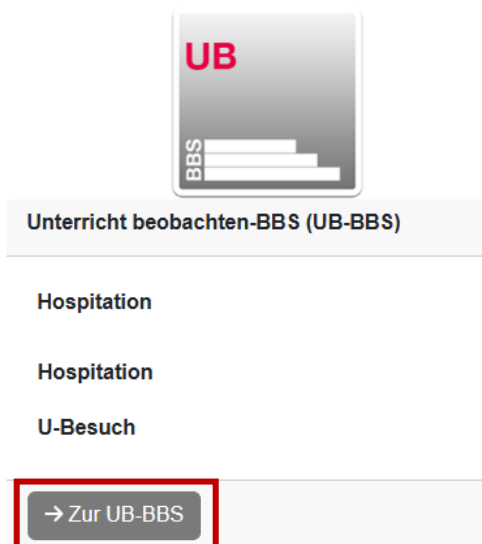 UB
BBS
Unterricht beobachten-BBS (UB-BBS)
Hospitation
Hospitation
U-Besuch
→ Zur UB-BBS